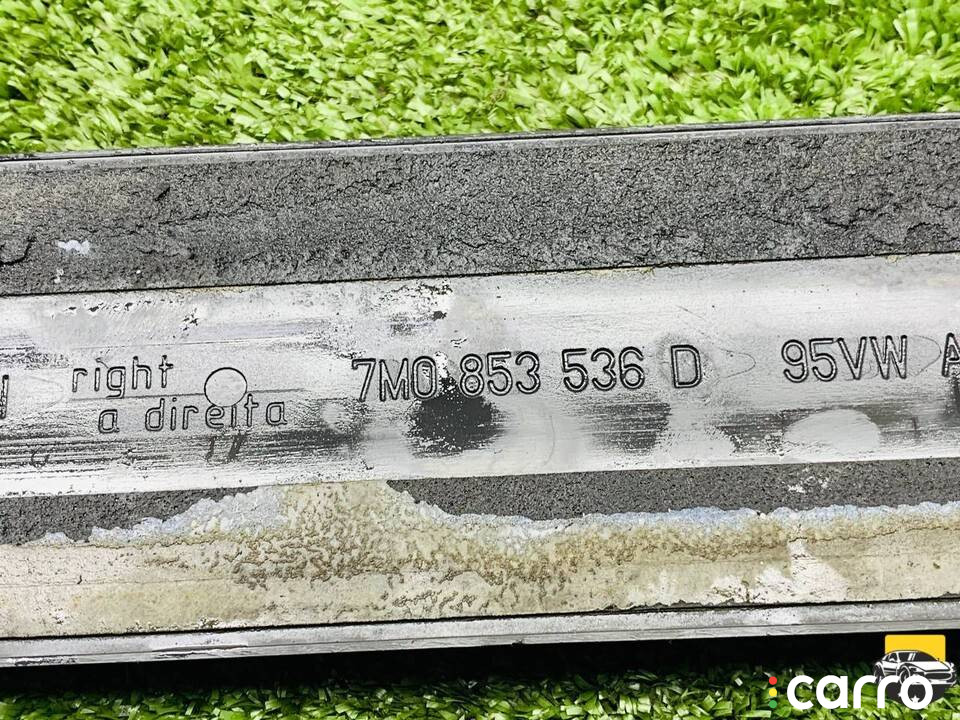 right
a direita
7M0 853 536 D 95VW A
carro